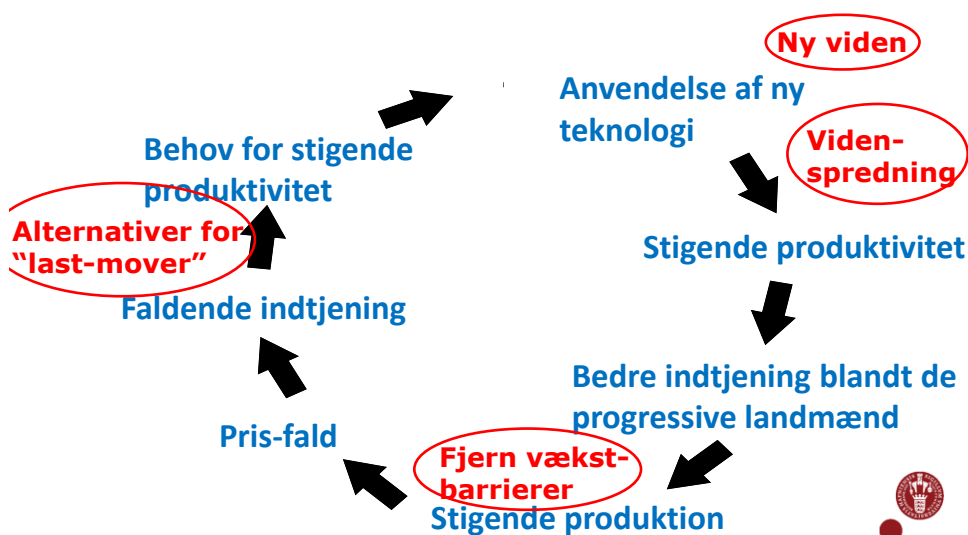 Ny viden
Anvendelse af ny
teknologi
Viden-
spredning
Stigende produktivitet
Bedre indtjening blandt de
progressive landmænd
Fjern vækst-
barrierer
Stigende produktion
Pris-fald
Faldende indtjening
Alternativer for
“last-mover”
Behov for stigende
produktivitet